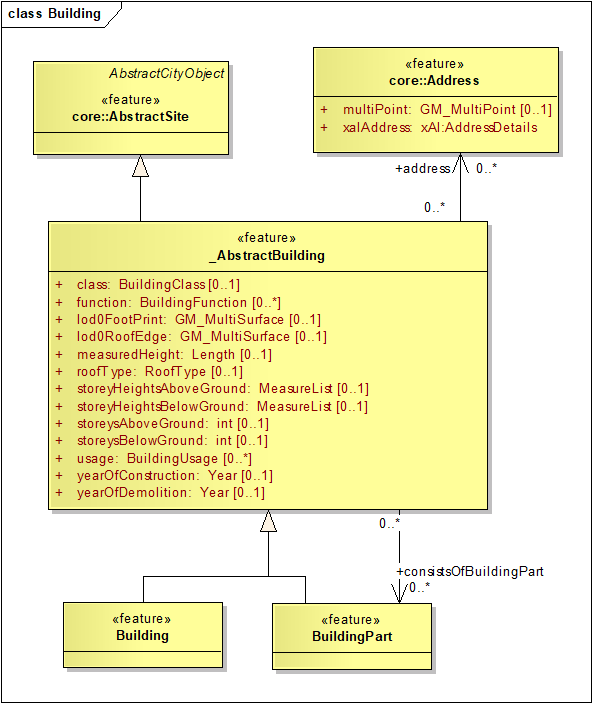 class Building
AbstractCityObject
«feature»
core::AbstractSite
«feature»
core::Address
+ multiPoint: GM_MultiPoint [0..1]
+ xalAddress: xAl:AddressDetails
+address
0..*
0..*
«feature»
_AbstractBuilding
+ class: BuildingClass [0..1]
+ function: BuildingFunction [0..*]
+ lod0FootPrint: GM_MultiSurface [0..1]
+ lod0RoofEdge: GM_MultiSurface [0..1]
+ measuredHeight: Length [0..1]
+ roofType: RoofType [0..1]
+ storeyHeightsAboveGround: MeasureList [0..1]
+ storeyHeightsBelowGround: MeasureList [0..1]
+ storeysAboveGround: int [0..1]
+ storeysBelowGround: int [0..1]
+ usage: BuildingUsage [0..*]
+ yearOfConstruction: Year [0..1]
+ yearOfDemolition: Year [0..1]
0..*
+consistsOfBuildingPart
0..*
«feature»
Building
«feature»
BuildingPart